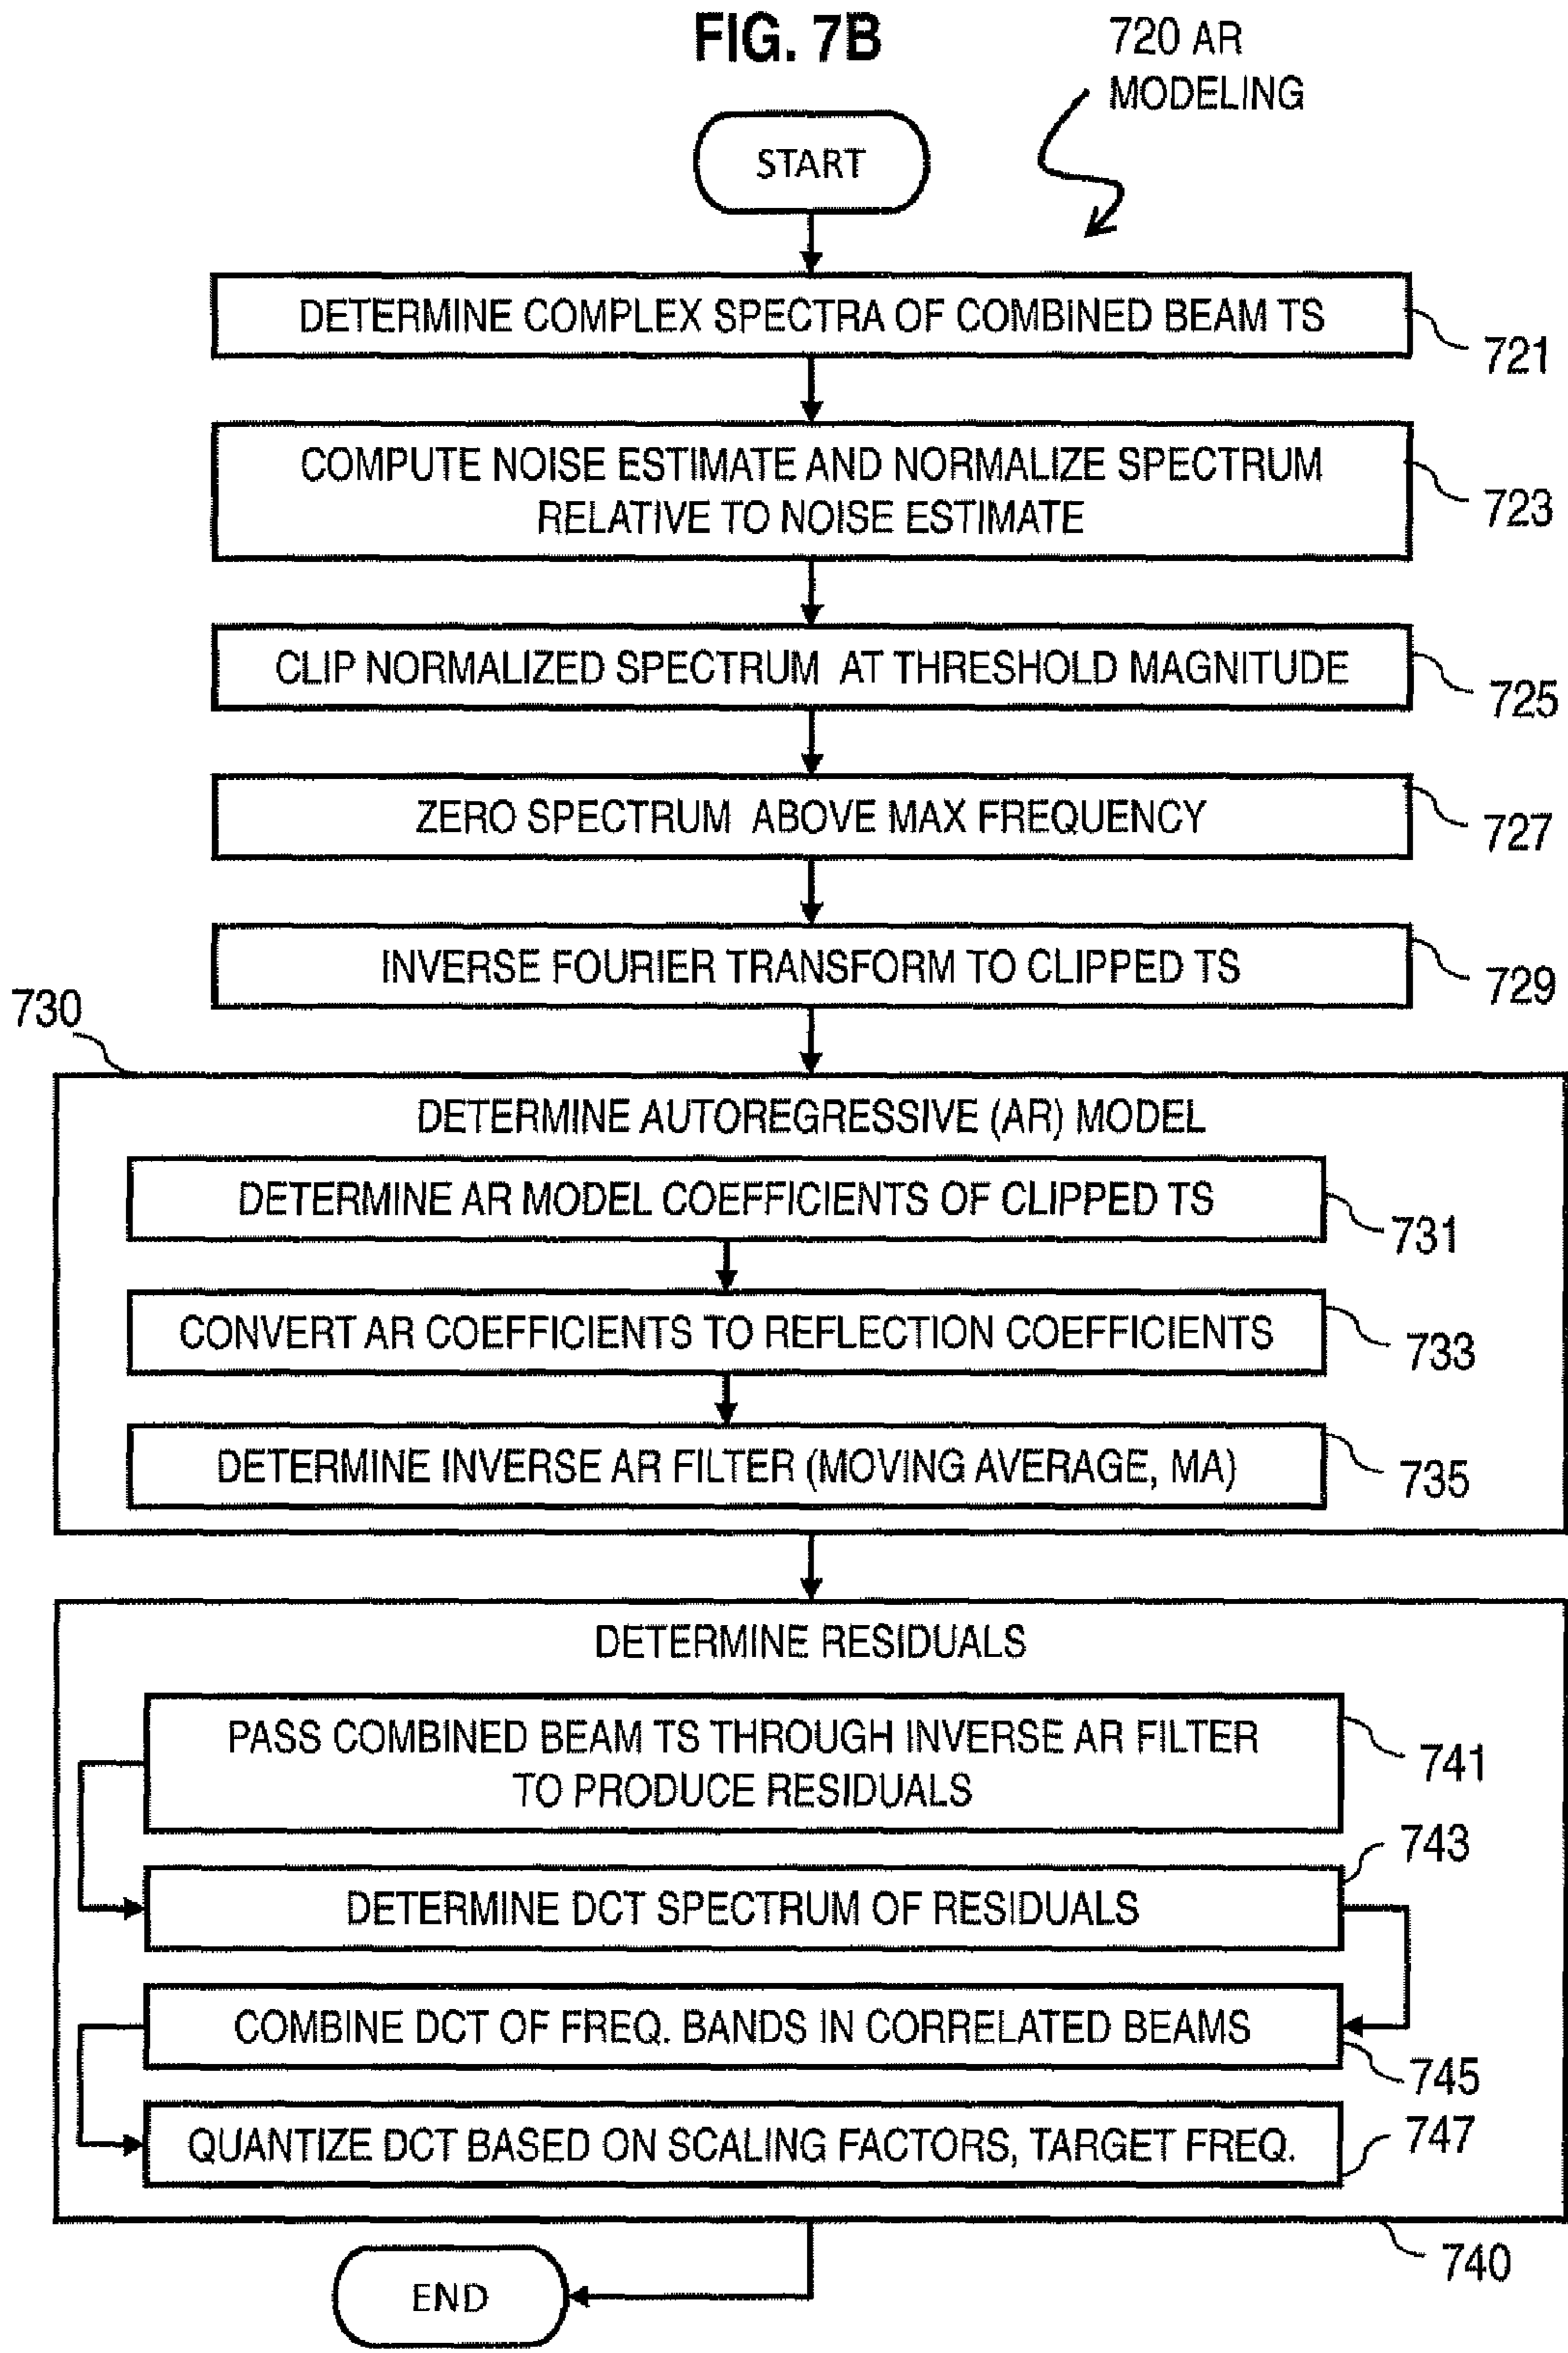 FIG. 7B
720 AR
MODELING
START
DETERMINE COMPLEX SPECTRA OF COMBINED BEAM TS
721
COMPUTE NOISE ESTIMATE AND NORMALIZE SPECTRUM
RELATIVE TO NOISE ESTIMATE
723
CLIP NORMALIZED SPECTRUM AT THRESHOLD MAGNITUDE
725
ZERO SPECTRUM ABOVE MAX FREQUENCY
727
INVERSE FOURIER TRANSFORM TO CLIPPED TS
729
730
DETERMINE AUTOREGRESSIVE (AR) MODEL
DETERMINE AR MODEL COEFFICIENTS OF CLIPPED TS
731
CONVERT AR COEFFICIENTS TO REFLECTION COEFFICIENTS
733
DETERMINE INVERSE AR FILTER (MOVING AVERAGE, MA)
735
DETERMINE RESIDUALS
PASS COMBINED BEAM TS THROUGH INVERSE AR FILTER
TO PRODUCE RESIDUALS
741
743
DETERMINE DCT SPECTRUM OF RESIDUALS
COMBINE DCT OF FREQ. BANDS IN CORRELATED BEAMS
745
QUANTIZE DCT BASED ON SCALING FACTORS, TARGET FREQ.
747
740
END